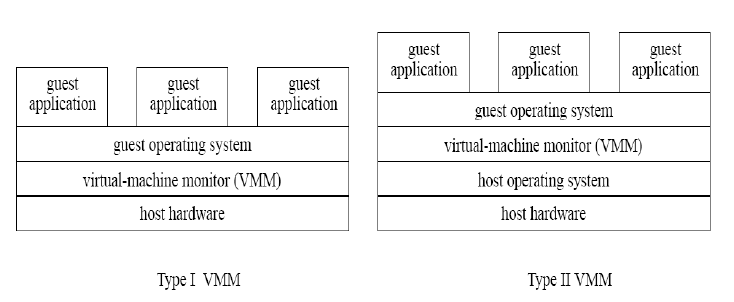 guest
application
guest
application
guest
application
guest operating system
virtual-machine monitor (VMM)
host hardware
Type I VMM
guest
application
guest
application
guest
application
guest operating system
virtual-machine monitor (VMM)
host operating system
host hardware
Type II VMM